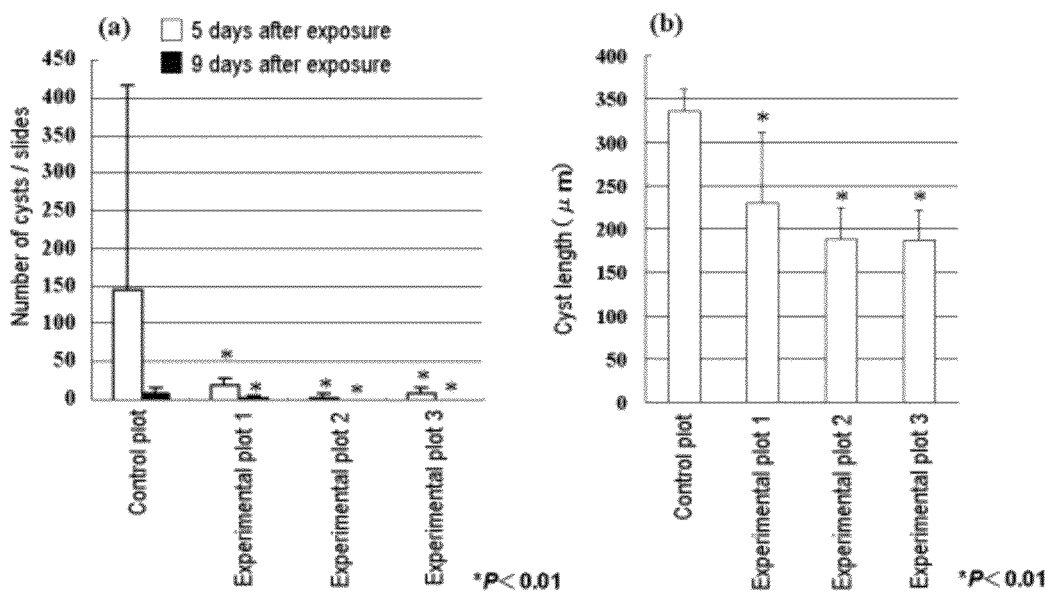 (a)
5 days after exposure
9 days after exposure
Number of cysts / slides
450
400
350
300
250
200
150
100
50
0
*
*
*
*
*
*
Control plot
Experimental plot 1
Experimental plot 2
Experimental plot 3
*P< 0.01
(b)
Cyst length ( μ m)
400
350
300
250
200
150
100
50
0
*
*
*
Control plot
Experimental plot 1
Experimental plot 2
Experimental plot 3
*P< 0.01